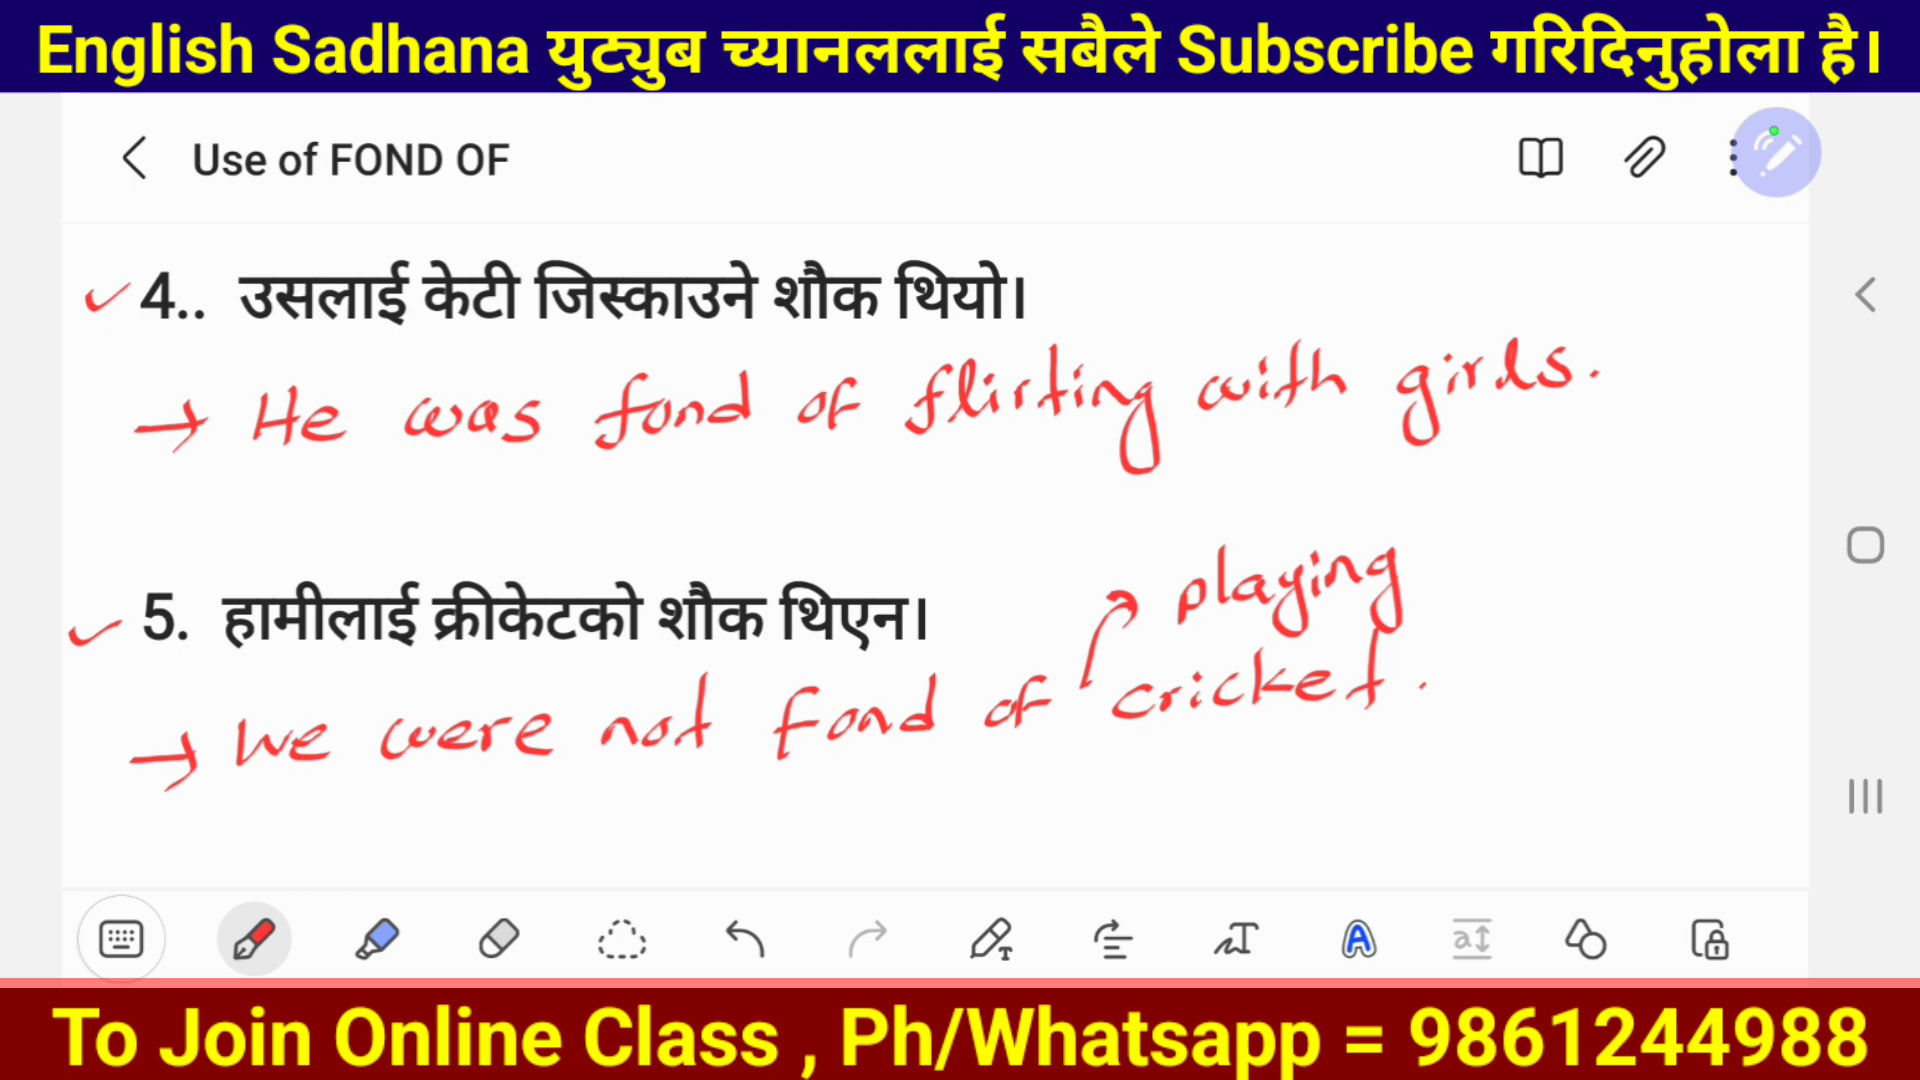 English Sadhana युट्युब च्यानललाई सबैले Subscribe गरिदिनुहोला है।
Use of FOND OF
4.. उसलाई केटी जिस्काउने शौक थियो।
→ He was fond of flirting with girls.
5. हामीलाई क्रीकेटको शौक थिएन।
playing
→ We were not fond of cricket.
To Join Online Class , Ph/Whatsapp = 9861244988